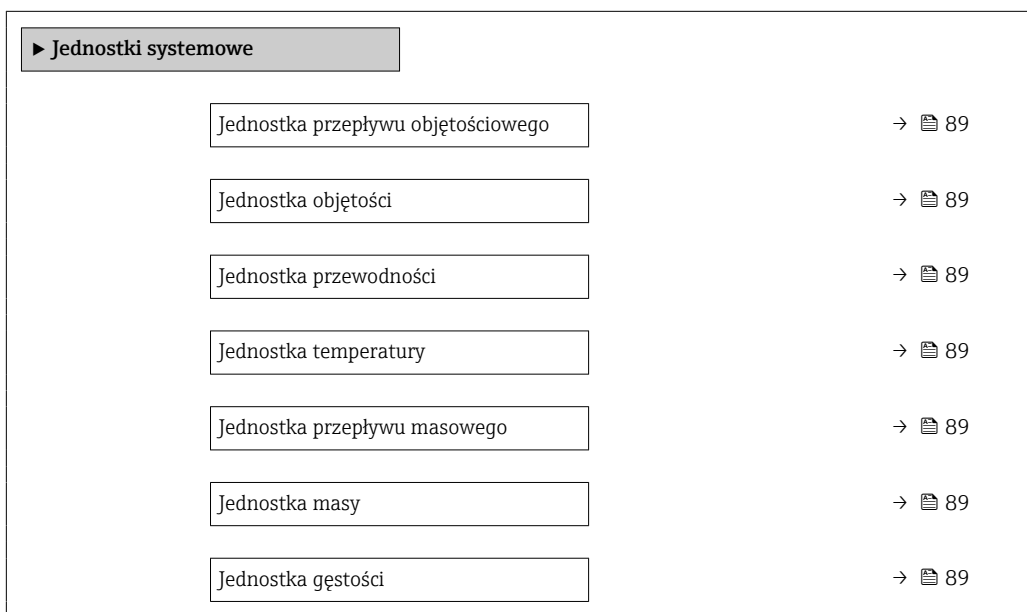 ▶ Jednostki systemowe
Jednostka przepływu objętościowego → 89
Jednostka objętości → 89
Jednostka przewodności → 89
Jednostka temperatury → 89
Jednostka przepływu masowego → 89
Jednostka masy → 89
Jednostka gęstości → 89